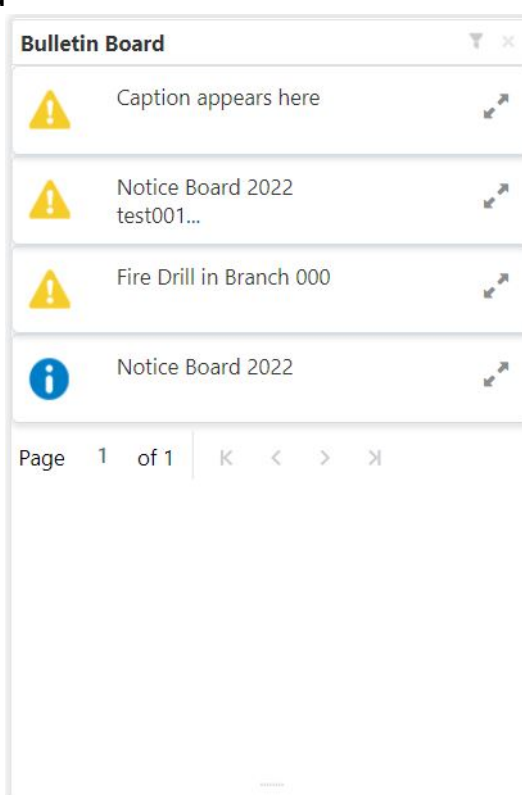 Bulletin Board
Caption appears here
Notice Board 2022
test001...
Fire Drill in Branch 000
Notice Board 2022
Page 1 of 1